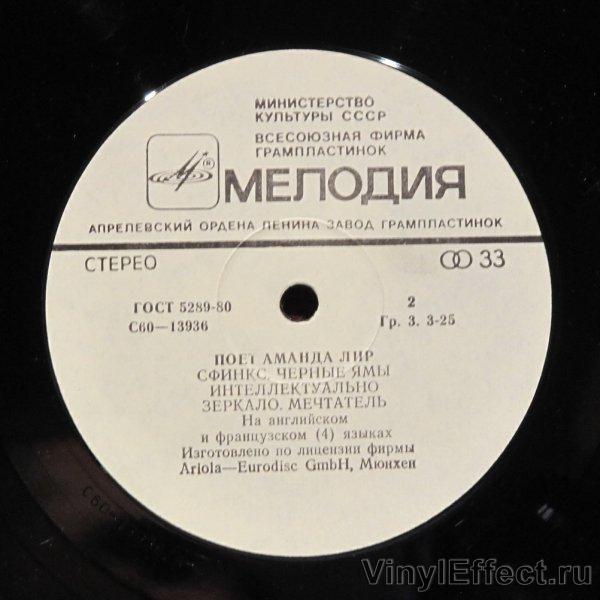 МИНИСТЕРСТВО
КУЛЬТУРЫ СССР
ВСЕСОЮЗНАЯ ФИРМА
ГРАМПЛАСТИНОК
МЕЛОДИЯ
АПРЕЛЕВСКИЙ ОРДЕНА ЛЕНИНА ЗАВОД ГРАМПЛАСТИНОК
СТЕРЕО 33
ГОСТ 5289-80 2
С60—13936 Гр. 3. 3-25
ПОЕТ АМАНДА ЛИР
СФИНКС. ЧЕРНЫЕ ЯМЫ
ИНТЕЛЛЕКТУАЛЬНО
ЗЕРКАЛО. МЕЧТАТЕЛЬ
На английском
и французском (4) языках
Изготовлено по лицензии фирмы
Ariola—Eurodisc GmbH, Мюнхен
VinylEffect.ru